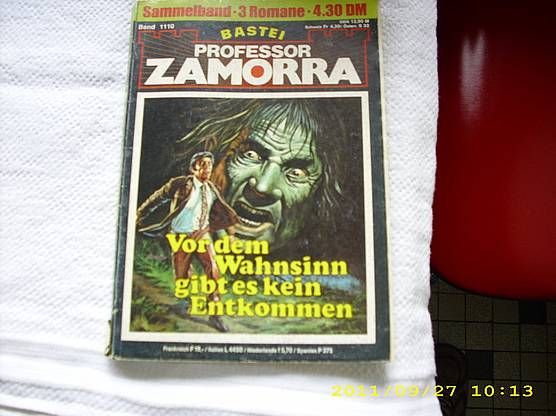 Sammelband · 3 Romane · 4.30 DM
Band 1110
BASTEI
PROFESSOR
ZAMORRA
Vor dem
Wahnsinn
gibt es kein
Entkommen
2011/09/27 10:13